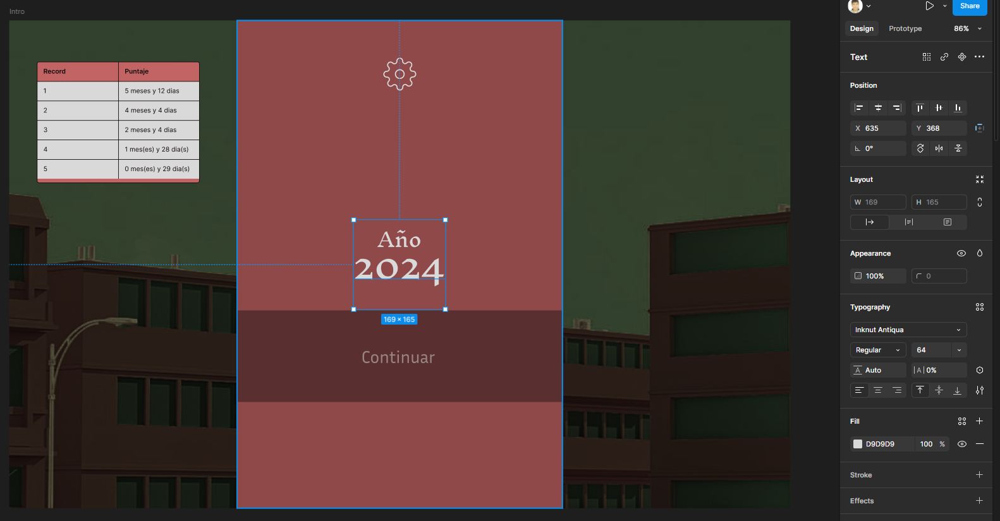 Intro
Share
Design Prototype 86%
Record Puntaje
1 5 meses y 12 dias
2 4 meses y 4 dias
3 2 meses y 4 dias
4 1 mes(es) y 28 dia(s)
5 0 mes(es) y 29 dia(s)
Año
2024
169 × 165
Continuar
Text
Position
X 635 Y 368
0°
Layout
W 169 H 165
Appearance
100% 0
Typography
Inknut Antiqua
Regular 64
A Auto |A| 0%
Fill
D9D9D9 100 %
Stroke
Effects